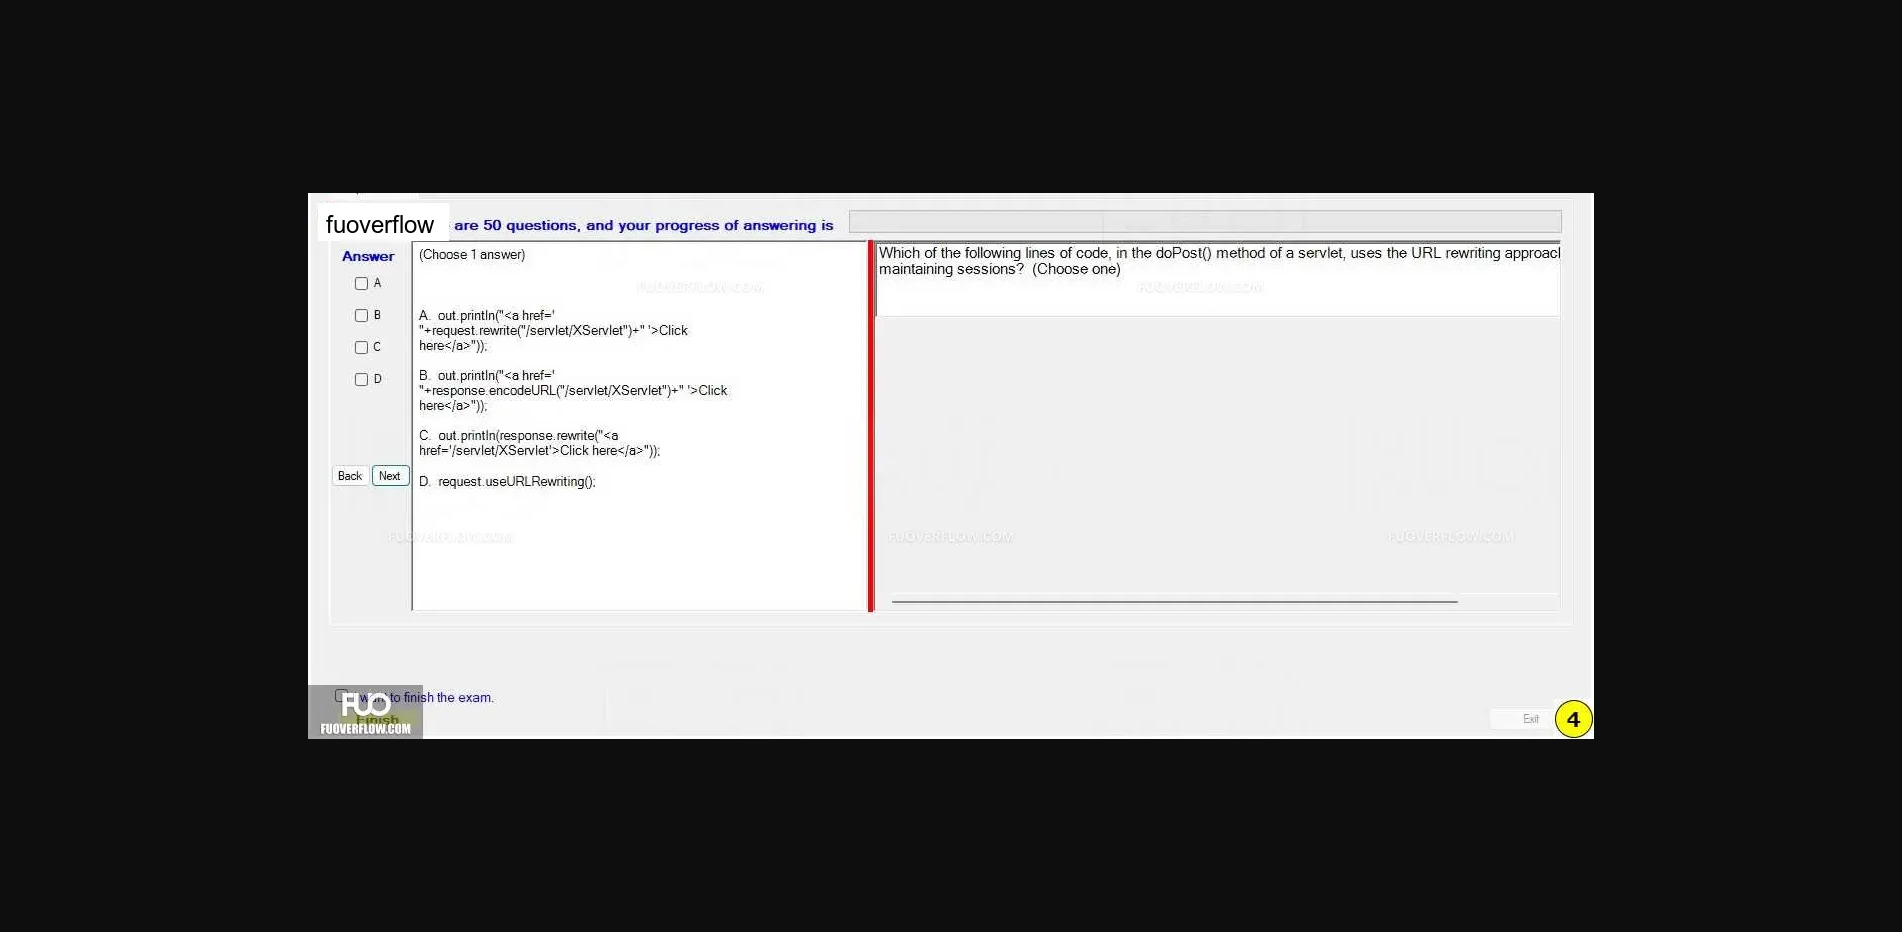 fuoverflow
are 50 questions, and your progress of answering is
Answer
A
B
C
D
Back
Next
(Choose 1 answer)
A. out.println("<a href='
"+request.rewrite("/servlet/XServlet")+" '>Click
here</a>"));
B. out.println("<a href='
"+response.encodeURL("/servlet/XServlet")+" '>Click
here</a>"));
C. out.println(response.rewrite("<a
href='/servlet/XServlet'>Click here</a>"));
D. request.useURLRewriting();
Which of the following lines of code, in the doPost() method of a servlet, uses the URL rewriting approacl
maintaining sessions? (Choose one)
FUOVERFLOW.COM
FUOVERFLOW.COM
FUOVERFLOW.COM
FUOVERFLOW.COM
FUOVERFLOW.COM
I want to finish the exam.
Finish
FUO
FUOVERFLOW.COM
Exit
4